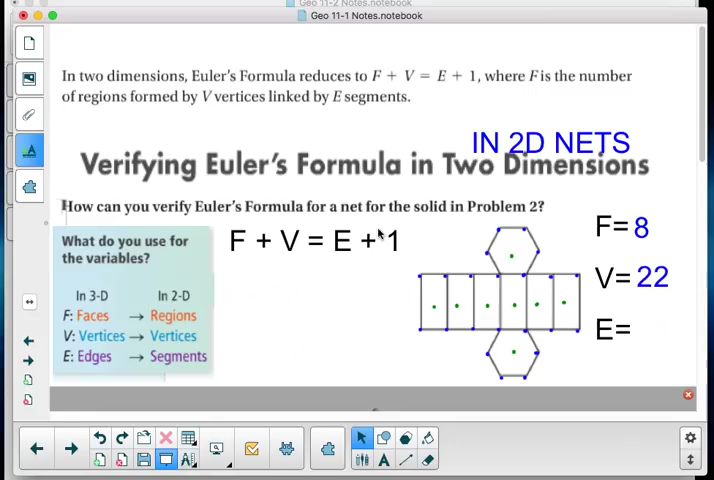 Geo 11-2 Notes.notebook
Geo 11-1 Notes.notebook
In two dimensions, Euler's Formula reduces to F + V = E + 1, where F is the number
of regions formed by V vertices linked by E segments.
IN 2D NETS
Verifying Euler's Formula in Two Dimensions
How can you verify Euler's Formula for a net for the solid in Problem 2?
What do you use for
the variables?
In 3-D In 2-D
F: Faces → Regions
V: Vertices → Vertices
E: Edges → Segments
F + V = E + 1
F= 8
V= 22
E=